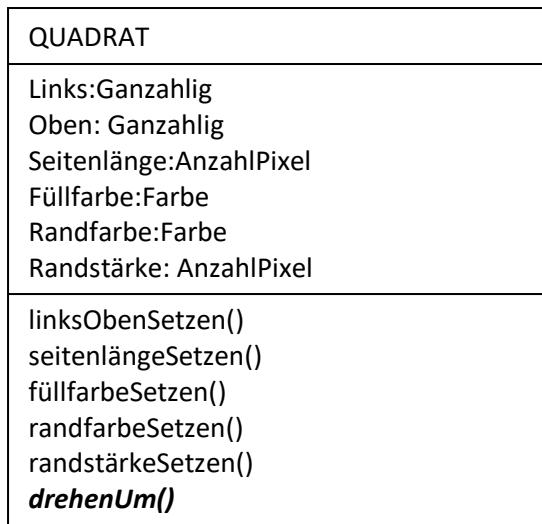 QUADRAT
Links:Ganzahlig
Oben: Ganzahlig
Seitenlänge:AnzahlPixel
Füllfarbe:Farbe
Randfarbe:Farbe
Randstärke: AnzahlPixel
linksObenSetzen()
seitenlängeSetzen()
füllfarbeSetzen()
randfarbeSetzen()
randstärkeSetzen()
drehenUm()